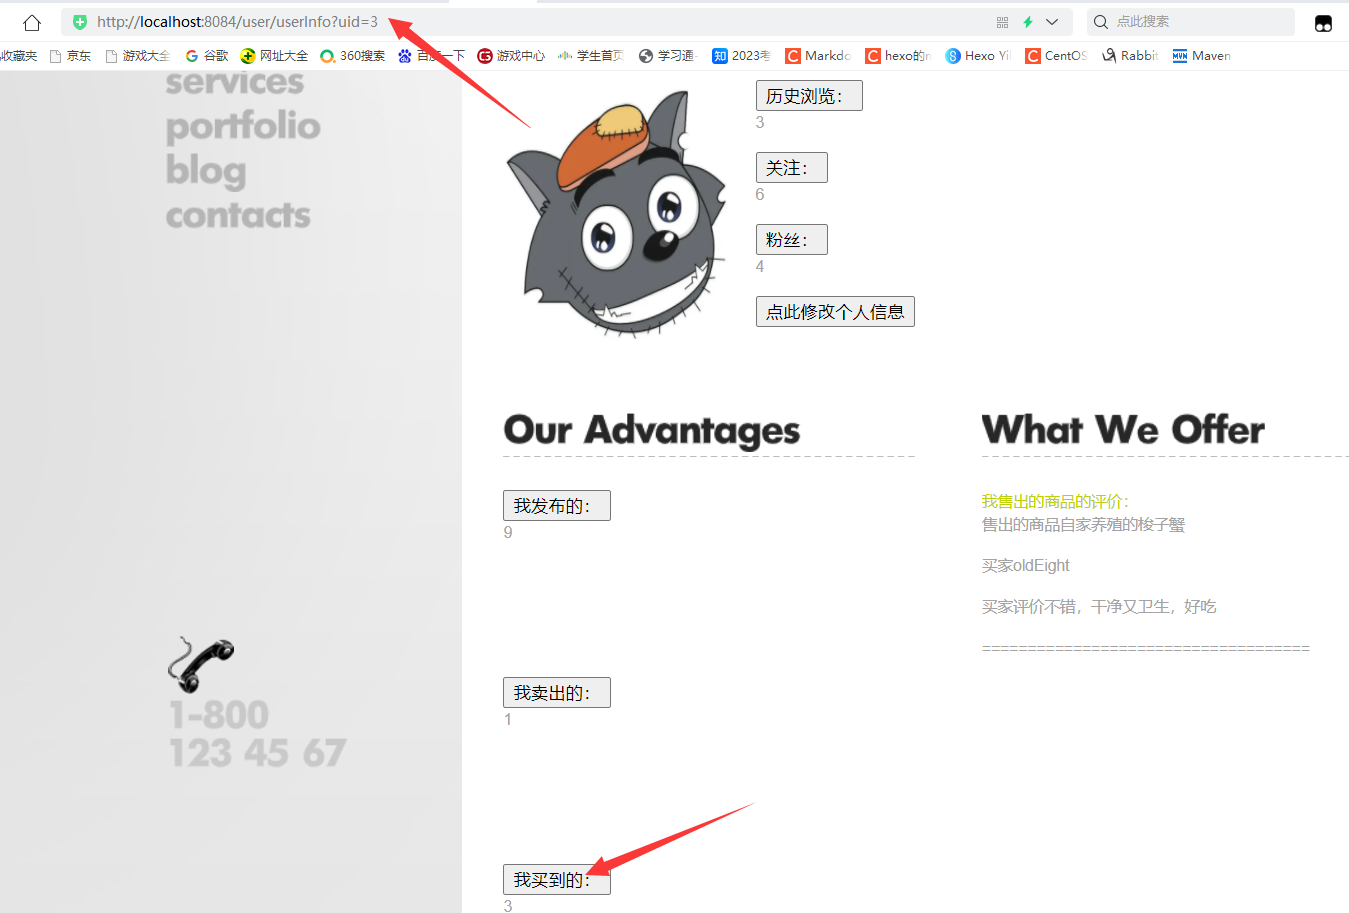 http://localhost:8084/user/userInfo?uid=3
点此搜索
收藏夹 京东 游戏大全 谷歌 网址大全 360搜索 百度一下 游戏中心 学生首页 学习通- 2023考 Markdo hexo的n Hexo Yil CentOS Rabbit Maven
services
portfolio
blog
contacts
1-800
123 45 67
历史浏览：
3
关注：
6
粉丝：
4
点此修改个人信息
Our Advantages
我发布的：
9
我卖出的：
1
我买到的：
3
What We Offer
我售出的商品的评价：
售出的商品自家养殖的梭子蟹
买家oldEight
买家评价不错，干净又卫生，好吃
====================================